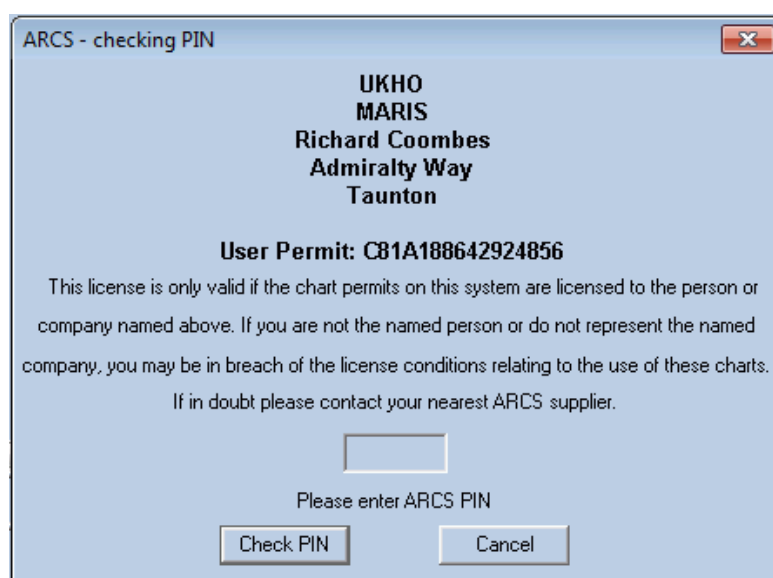 ARCS - checking PIN
UKHO
MARIS
Richard Coombes
Admiralty Way
Taunton
User Permit: C81A188642924856
This license is only valid if the chart permits on this system are licensed to the person or
company named above. If you are not the named person or do not represent the named
company, you may be in breach of the license conditions relating to the use of these charts.
If in doubt please contact your nearest ARCS supplier.
Please enter ARCS PIN
Check PIN Cancel